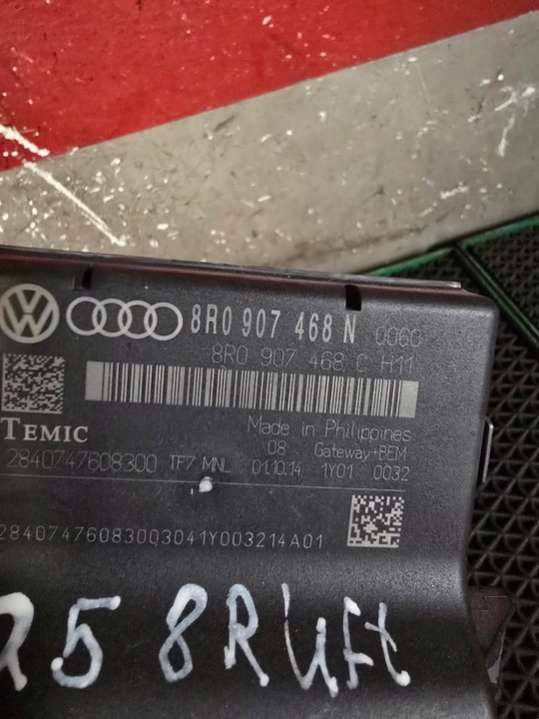 8R0 907 468 N 0060
8R0 907 468 C H11
TEMIC
Made in Philippines
08 Gateway+BEM
2840747608300 TF7 MNL 01.10.14 1Y01 0032
28407476083003041Y003214A01
25 8R